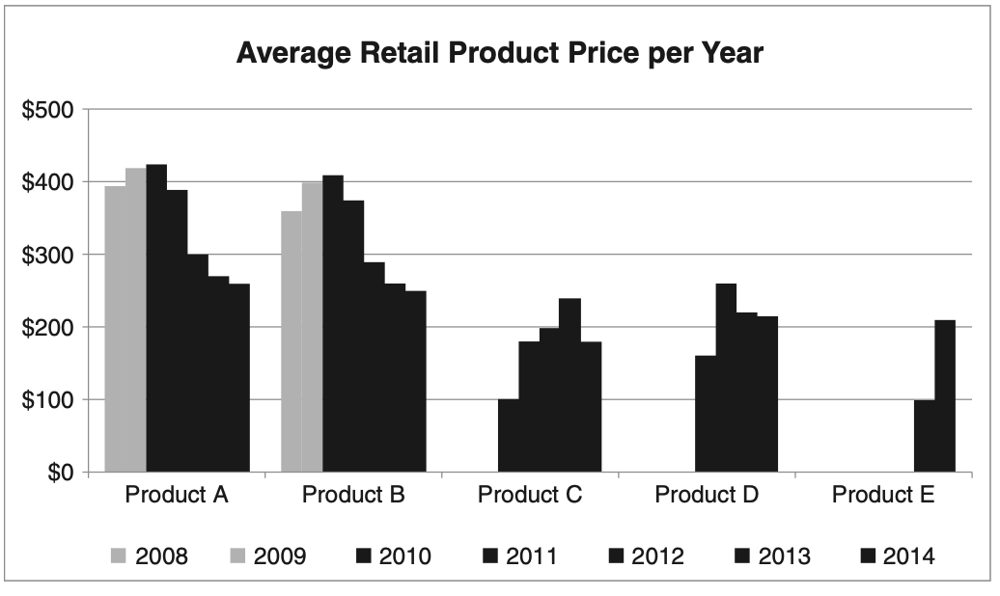 Average Retail Product Price per Year
$500
$400
$300
$200
$100
$0
Product A Product B Product C Product D Product E
2008 2009 2010 2011 2012 2013 2014